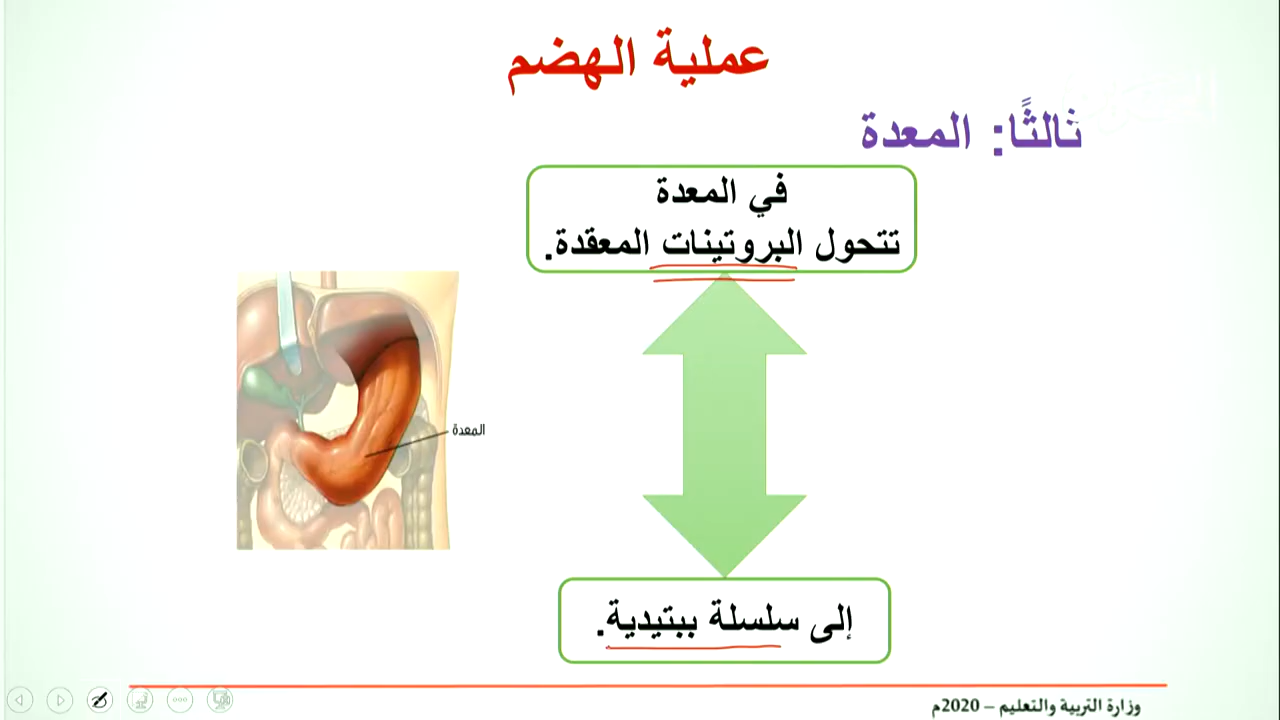 عملية الهضم
ثالثًا: المعدة
في المعدة
تتحول البروتينات المعقدة.
المعدة
إلى سلسلة ببتيدية.
وزارة التربية والتعليم – 2020م